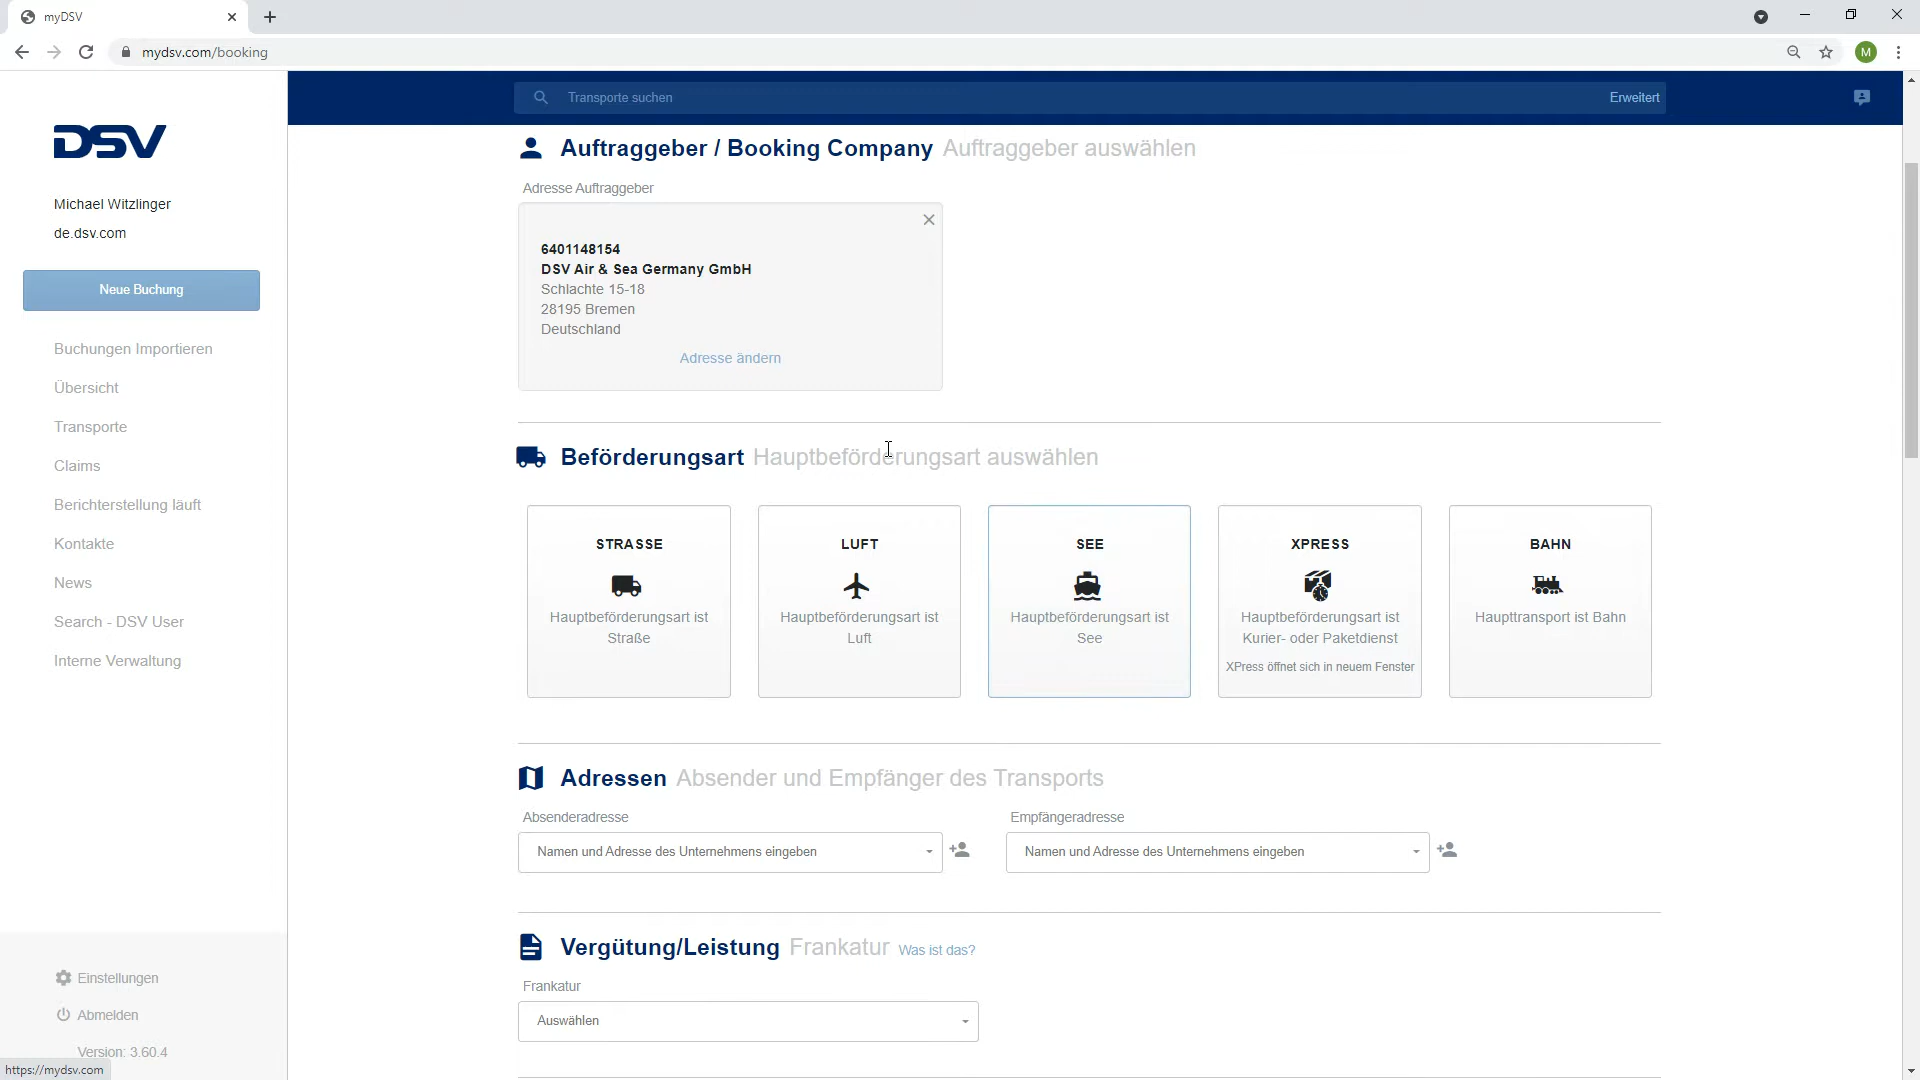 myDSV
mydsv.com/booking
M
DSV
Michael Witzlinger
de.dsv.com
Neue Buchung
Buchungen Importieren
Übersicht
Transporte
Claims
Berichterstellung läuft
Kontakte
News
Search - DSV User
Interne Verwaltung
Einstellungen
Abmelden
Version: 3.60.4
https://mydsv.com
Transporte suchen
Erweitert
Auftraggeber / Booking Company Auftraggeber auswählen
Adresse Auftraggeber
6401148154
DSV Air & Sea Germany GmbH
Schlachte 15-18
28195 Bremen
Deutschland
Adresse ändern
Beförderungsart Hauptbeförderungsart auswählen
STRASSE
Hauptbeförderungsart ist
Straße
LUFT
Hauptbeförderungsart ist
Luft
SEE
Hauptbeförderungsart ist
See
XPRESS
Hauptbeförderungsart ist
Kurier- oder Paketdienst
XPress öffnet sich in neuem Fenster
BAHN
Haupttransport ist Bahn
Adressen Absender und Empfänger des Transports
Absenderadresse
Namen und Adresse des Unternehmens eingeben
Empfängeradresse
Namen und Adresse des Unternehmens eingeben
Vergütung/Leistung Frankatur Was ist das?
Frankatur
Auswählen